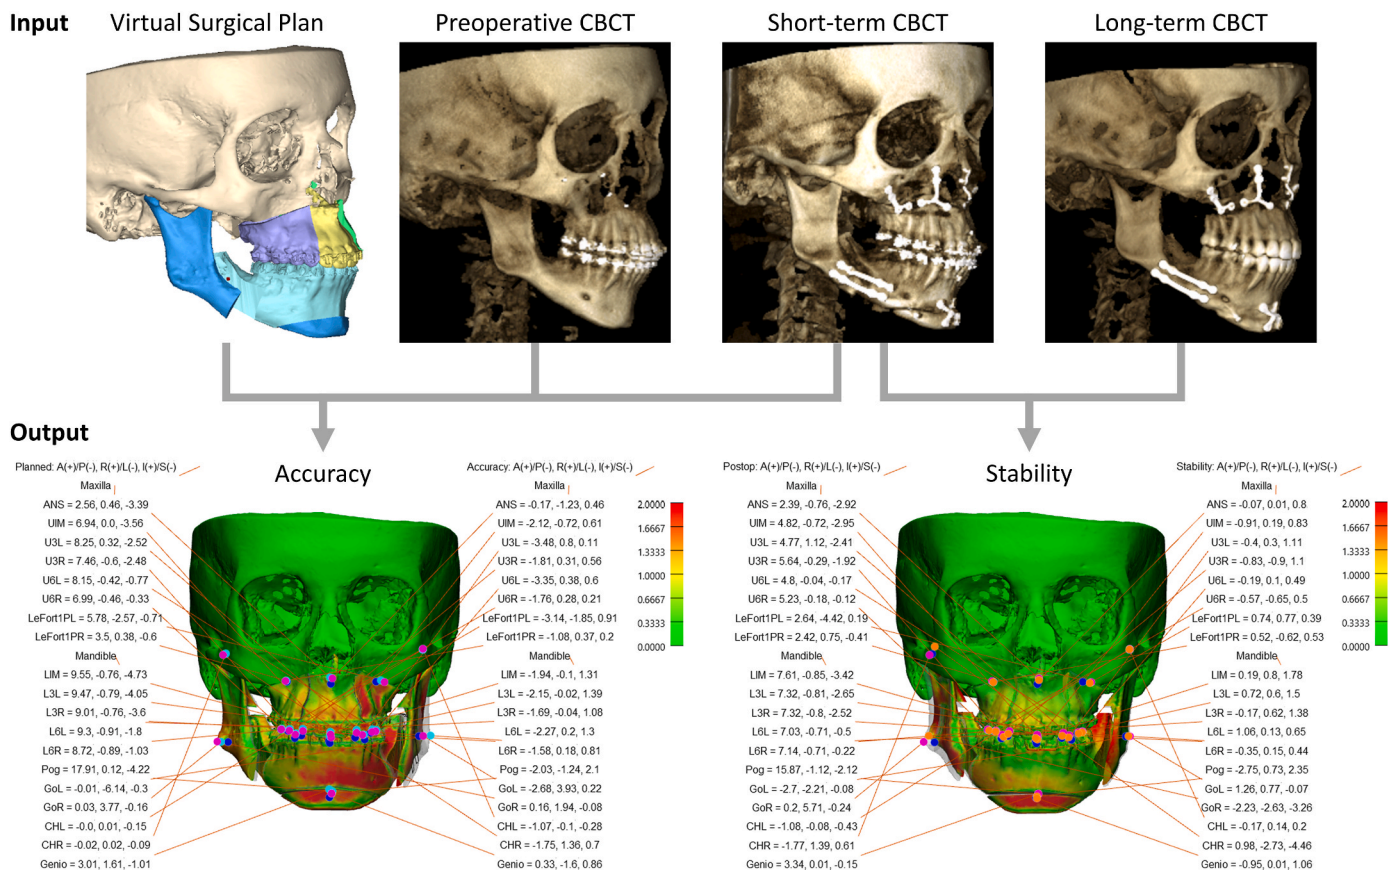 Input
Virtual Surgical Plan
Preoperative CBCT
Short-term CBCT
Long-term CBCT
Output
Accuracy
Planned: A(+)/P(-), R(+)/L(-), I(+)/S(-)
Maxilla
ANS = 2.56, 0.46, -3.39
UIM = 6.94, 0.0, -3.56
U3L = 8.25, 0.32, -2.52
U3R = 7.46, -0.6, -2.48
U6L = 8.15, -0.42, -0.77
U6R = 6.99, -0.46, -0.33
LeFort1PL = 5.78, -2.57, -0.71
LeFort1PR = 3.5, 0.38, -0.6
Mandible
LIM = 9.55, -0.76, -4.73
L3L = 9.47, -0.79, -4.05
L3R = 9.01, -0.76, -3.6
L6L = 9.3, -0.91, -1.8
L6R = 8.72, -0.89, -1.03
Pog = 17.91, 0.12, -4.22
GoL = -0.01, -6.14, -0.3
GoR = 0.03, 3.77, -0.16
CHL = -0.0, 0.01, -0.15
CHR = -0.02, 0.02, -0.09
Genio = 3.01, 1.61, -1.01
Accuracy: A(+)/P(-), R(+)/L(-), I(+)/S(-)
Maxilla
ANS = -0.17, -1.23, 0.46
UIM = -2.12, -0.72, 0.61
U3L = -3.48, 0.8, 0.11
U3R = -1.81, 0.31, 0.56
U6L = -3.35, 0.38, 0.6
U6R = -1.76, 0.28, 0.21
LeFort1PL = -3.14, -1.85, 0.91
LeFort1PR = -1.08, 0.37, 0.2
Mandible
LIM = -1.94, -0.1, 1.31
L3L = -2.15, -0.02, 1.39
L3R = -1.69, -0.04, 1.08
L6L = -2.27, 0.2, 1.3
L6R = -1.58, 0.18, 0.81
Pog = -2.03, -1.24, 2.1
GoL = -2.68, 3.93, 0.22
GoR = 0.16, 1.94, -0.08
CHL = -1.07, -0.1, -0.28
CHR = -1.75, 1.36, 0.7
Genio = 0.33, -1.6, 0.86
2.0000
1.6667
1.3333
1.0000
0.6667
0.3333
0.0000
Stability
Postop: A(+)/P(-), R(+)/L(-), I(+)/S(-)
Maxilla
ANS = 2.39, -0.76, -2.92
UIM = 4.82, -0.72, -2.95
U3L = 4.77, 1.12, -2.41
U3R = 5.64, -0.29, -1.92
U6L = 4.8, -0.04, -0.17
U6R = 5.23, -0.18, -0.12
LeFort1PL = 2.64, -4.42, 0.19
LeFort1PR = 2.42, 0.75, -0.41
Mandible
LIM = 7.61, -0.85, -3.42
L3L = 7.32, -0.81, -2.65
L3R = 7.32, -0.8, -2.52
L6L = 7.03, -0.71, -0.5
L6R = 7.14, -0.71, -0.22
Pog = 15.87, -1.12, -2.12
GoL = -2.7, -2.21, -0.08
GoR = 0.2, 5.71, -0.24
CHL = -1.08, -0.08, -0.43
CHR = -1.77, 1.39, 0.61
Genio = 3.34, 0.01, -0.15
Stability: A(+)/P(-), R(+)/L(-), I(+)/S(-)
Maxilla
ANS = -0.07, 0.01, 0.8
UIM = -0.91, 0.19, 0.83
U3L = -0.4, 0.3, 1.11
U3R = -0.83, -0.9, 1.1
U6L = -0.19, 0.1, 0.49
U6R = -0.57, -0.65, 0.5
LeFort1PL = 0.74, 0.77, 0.39
LeFort1PR = 0.52, -0.62, 0.53
Mandible
LIM = 0.19, 0.8, 1.78
L3L = 0.72, 0.6, 1.5
L3R = -0.17, 0.62, 1.38
L6L = 1.06, 0.13, 0.65
L6R = -0.35, 0.15, 0.44
Pog = -2.75, 0.73, 2.35
GoL = 1.26, 0.77, -0.07
GoR = -2.23, -2.63, -3.26
CHL = -0.17, 0.14, 0.2
CHR = 0.98, -2.73, -4.46
Genio = -0.95, 0.01, 1.06
2.0000
1.6667
1.3333
1.0000
0.6667
0.3333
0.0000